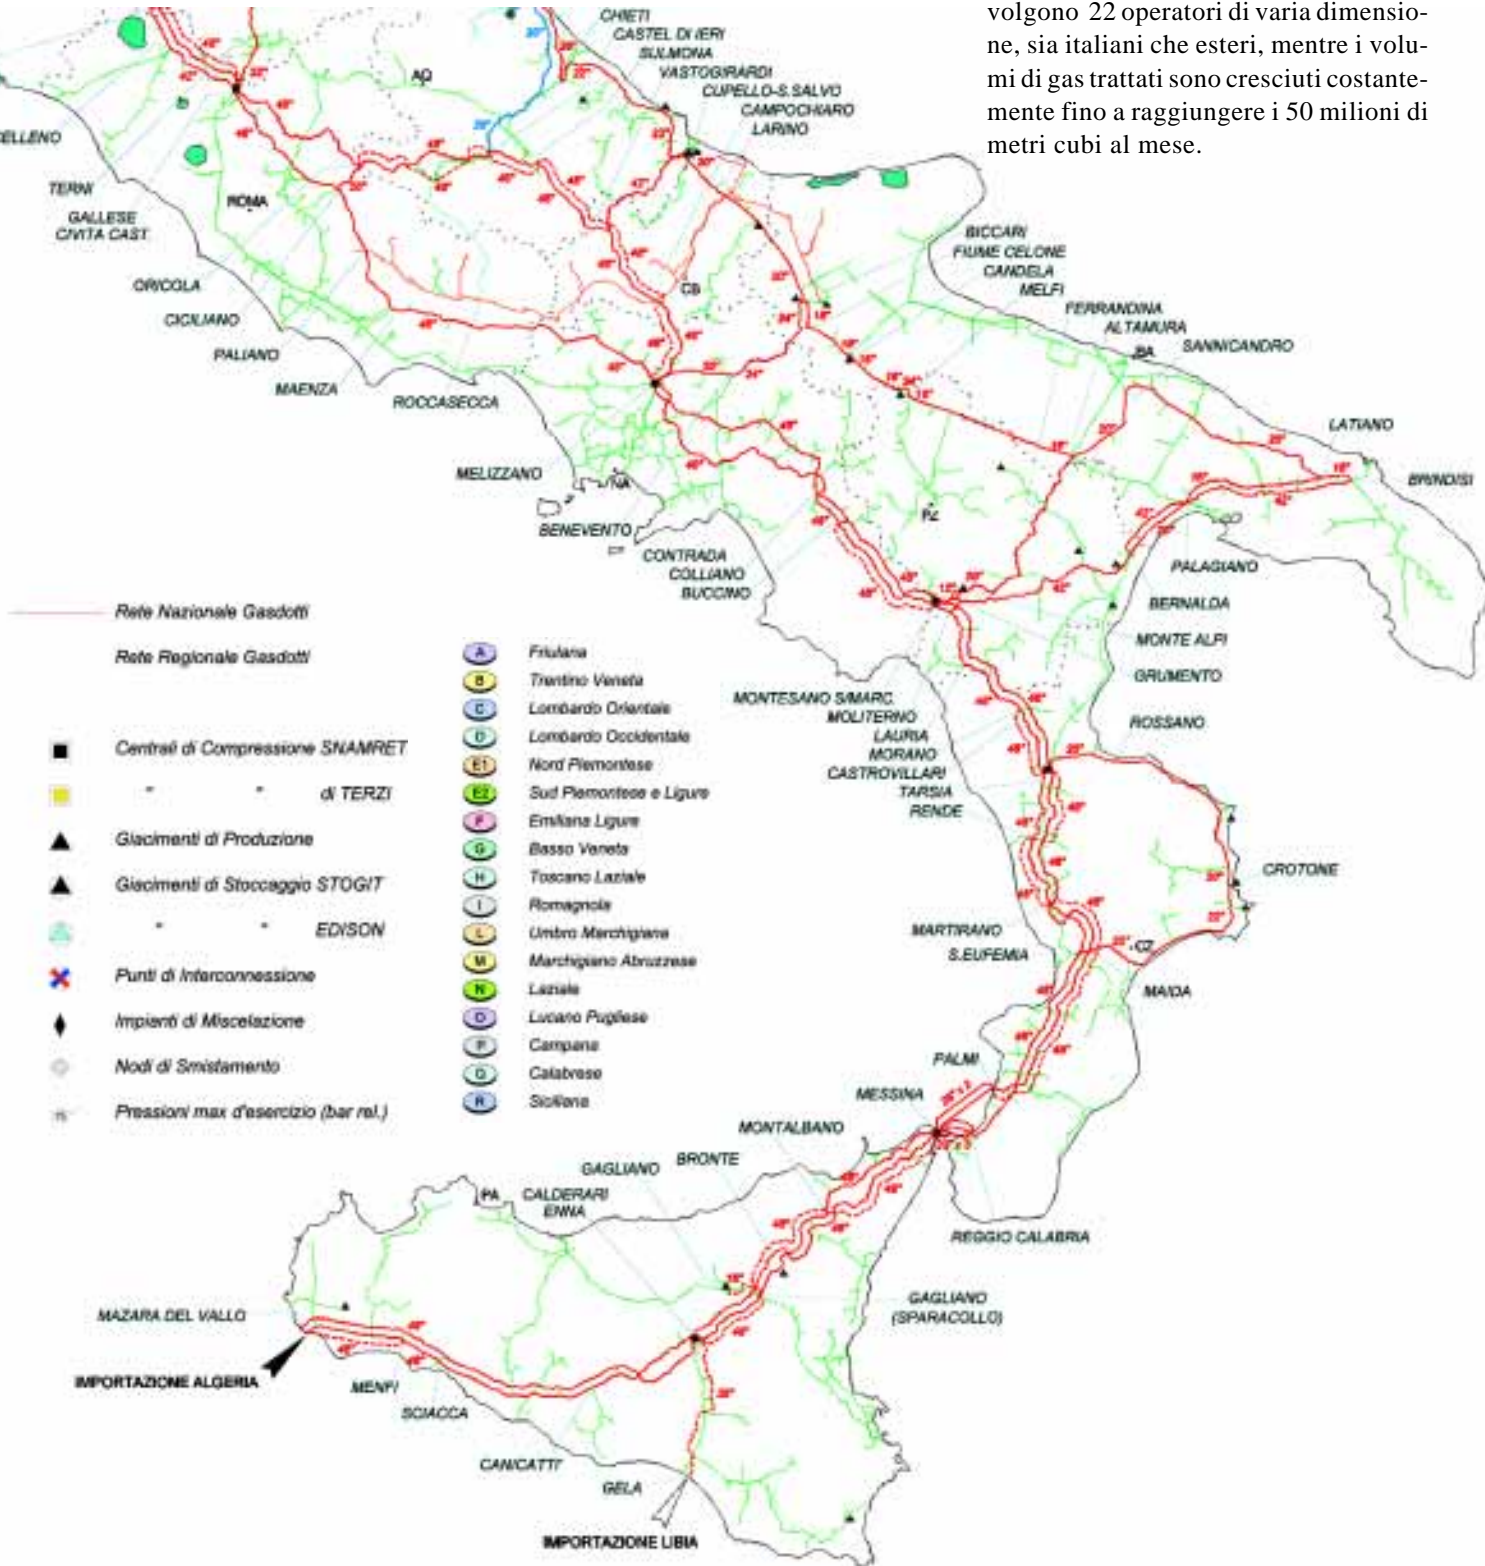 volgono 22 operatori di varia dimensio-
ne, sia italiani che esteri, mentre i volu-
mi di gas trattati sono cresciuti costante-
mente fino a raggiungere i 50 milioni di
metri cubi al mese.
CHIETI
CASTEL DI IERI
SULMONA
VASTOGIRARDI
CUPELLO-S.SALVO
CAMPOCHIARO
LARINO
AQ
ELLENO
TERNI
GALLESE
CIVITA CAST.
ROMA
ORICOLA
CICILIANO
PALIANO
MAENZA
ROCCASECCA
CB
BICCARI
FIUME CELONE
CANDELA
MELFI
FERRANDINA
ALTAMURA
BA
SANNICANDRO
LATIANO
BRINDISI
MELIZZANO
NA
BENEVENTO
PZ
CONTRADA
COLLIANO
BUCCINO
PALAGIANO
BERNALDA
MONTE ALPI
GRUMENTO
ROSSANO
MONTESANO S/MARC.
MOLITERNO
LAURIA
MORANO
CASTROVILLARI
TARSIA
RENDE
CROTONE
MARTIRANO
S.EUFEMIA
CZ
MAIDA
PALMI
MESSINA
MONTALBANO
BRONTE
GAGLIANO
CALDERARI
ENNA
PA
REGGIO CALABRIA
GAGLIANO
(SPARACOLLO)
MAZARA DEL VALLO
IMPORTAZIONE ALGERIA
MENFI
SCIACCA
CANICATTI'
GELA
IMPORTAZIONE LIBIA
Rete Nazionale Gasdotti
Rete Regionale Gasdotti
Centrali di Compressione SNAMRET
" " di TERZI
Giacimenti di Produzione
Giacimenti di Stoccaggio STOGIT
" " EDISON
Punti di Interconnessione
Impianti di Miscelazione
Nodi di Smistamento
Pressioni max d'esercizio (bar rel.)
A Friulana
B Trentino Veneta
C Lombardo Orientale
D Lombardo Occidentale
E1 Nord Piemontese
E2 Sud Piemontese e Ligure
F Emiliana Ligure
G Basso Veneta
H Toscano Laziale
I Romagnola
L Umbro Marchigiana
M Marchigiano Abruzzese
N Laziale
O Lucano Pugliese
P Campana
Q Calabrese
R Siciliana